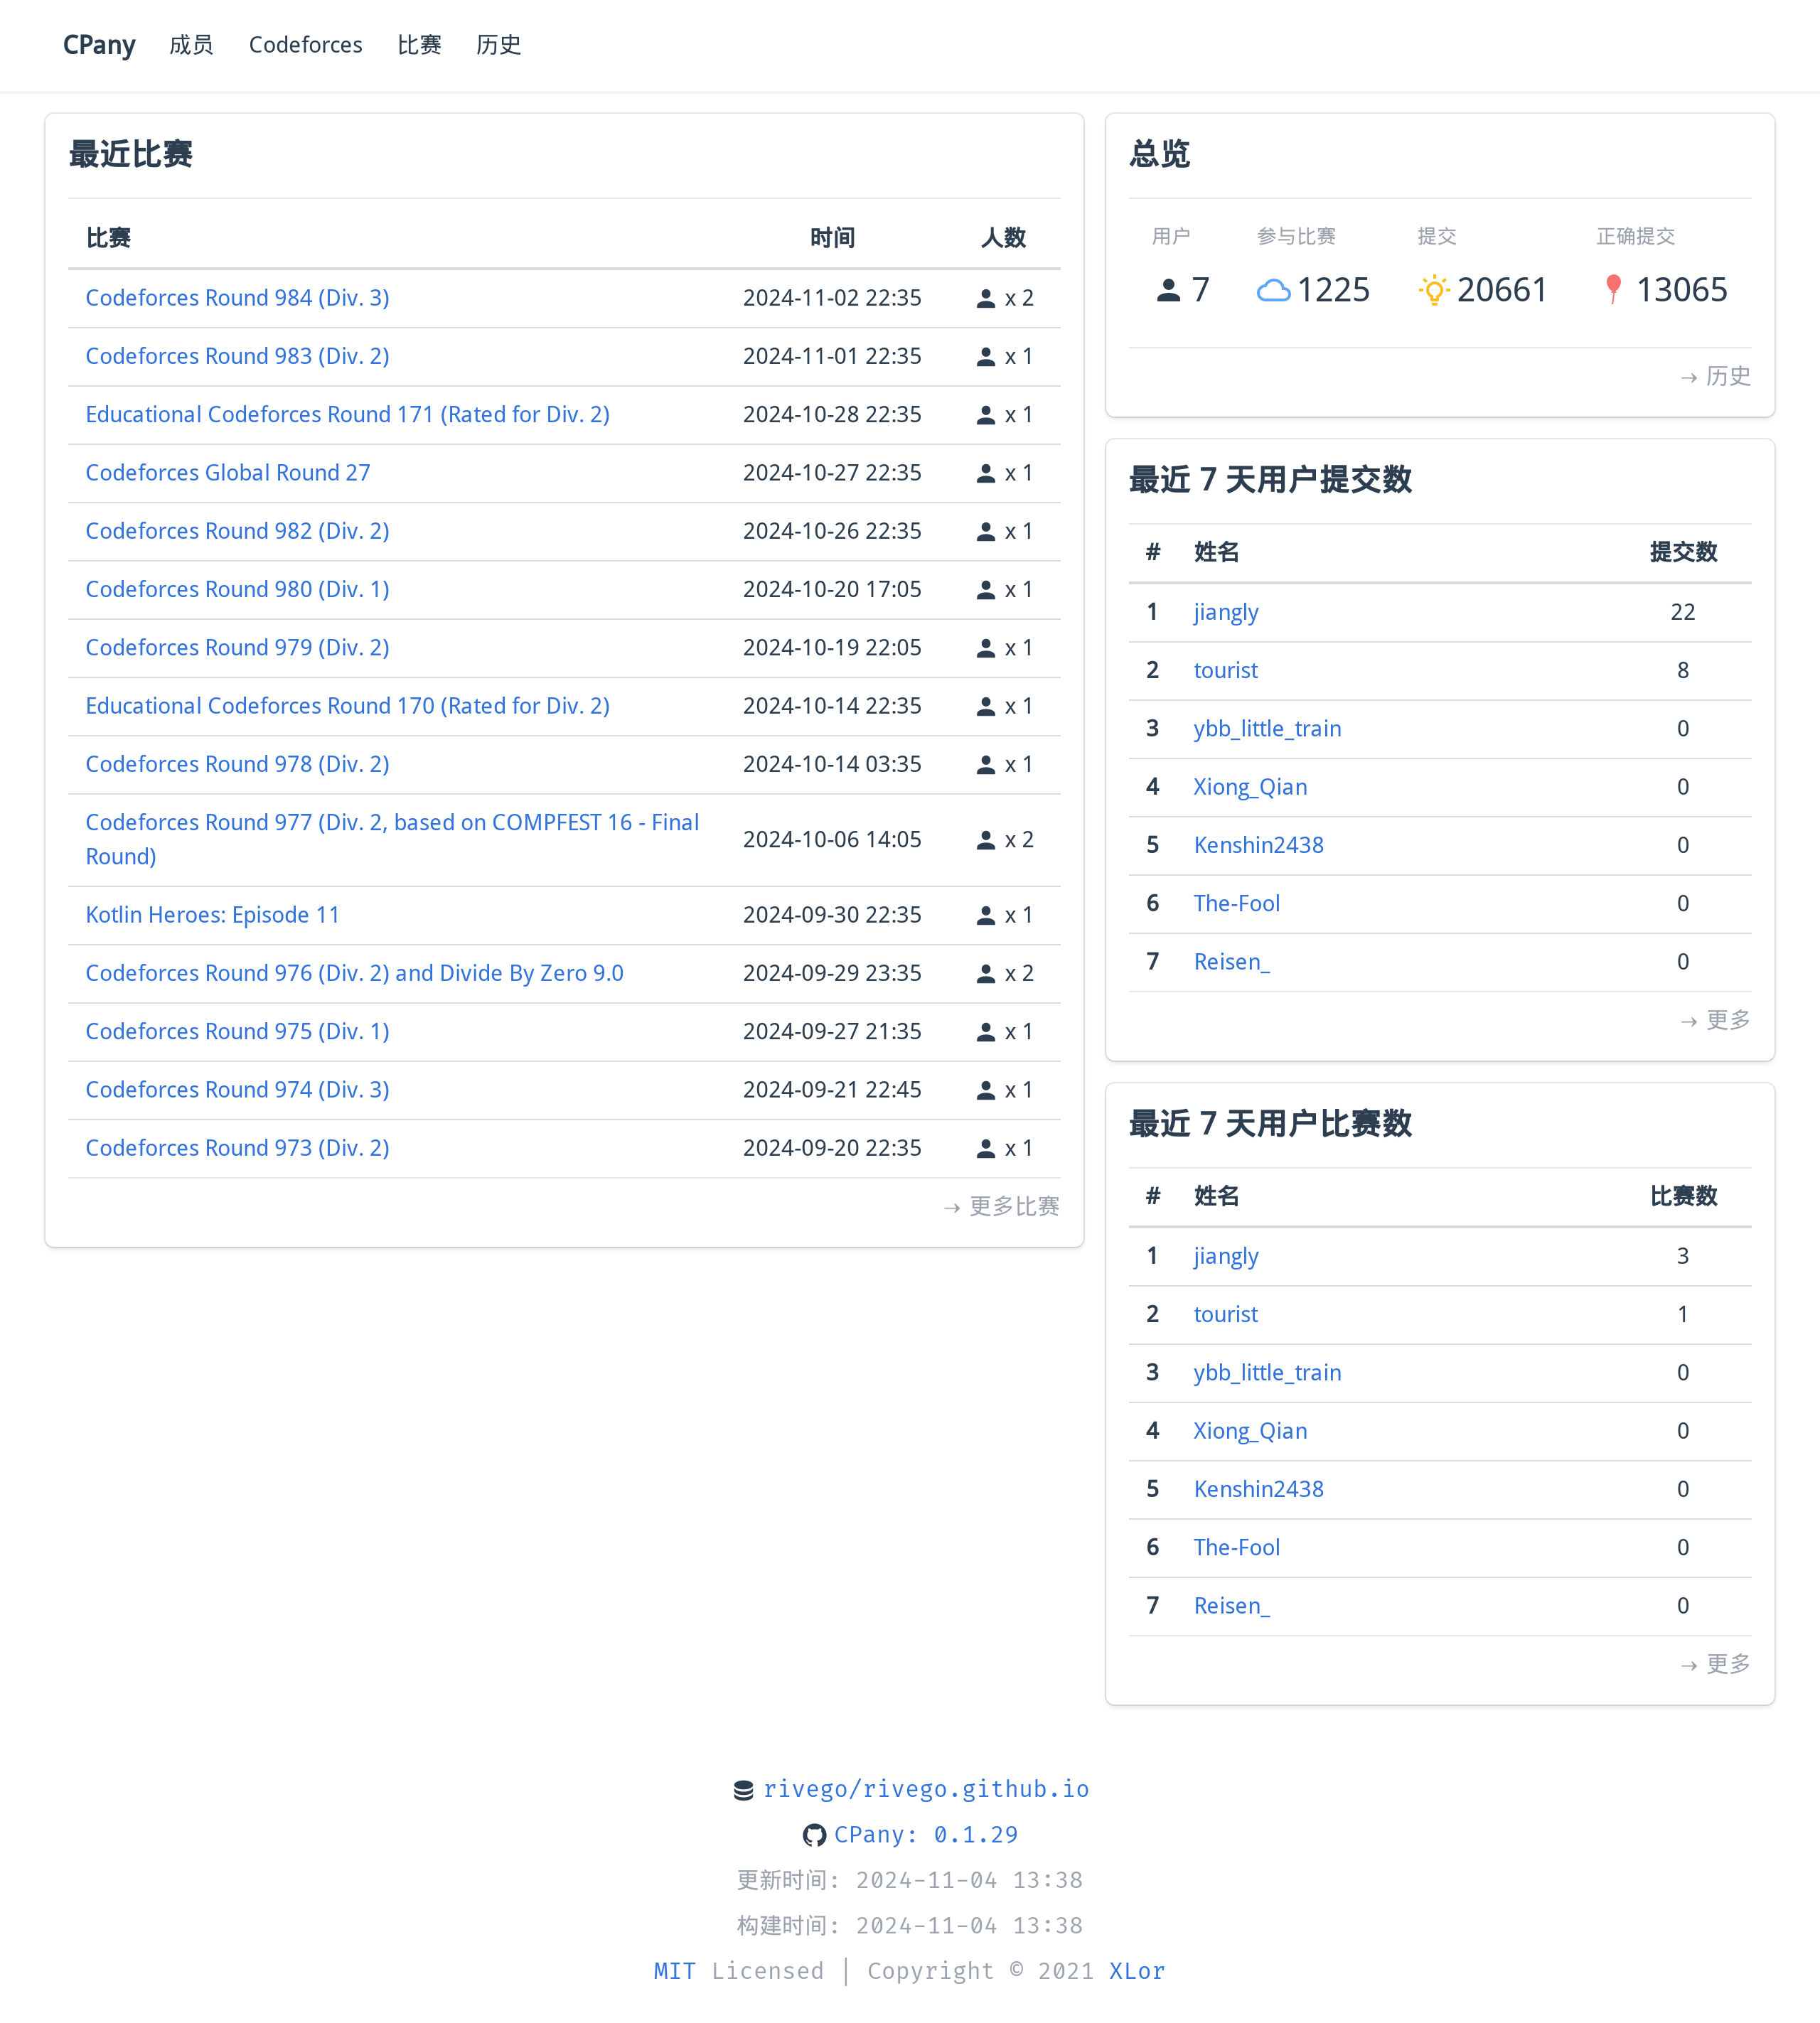 CPany 成员 Codeforces 比赛 历史
最近比赛
比赛 时间 人数
Codeforces Round 984 (Div. 3) 2024-11-02 22:35 x 2
Codeforces Round 983 (Div. 2) 2024-11-01 22:35 x 1
Educational Codeforces Round 171 (Rated for Div. 2) 2024-10-28 22:35 x 1
Codeforces Global Round 27 2024-10-27 22:35 x 1
Codeforces Round 982 (Div. 2) 2024-10-26 22:35 x 1
Codeforces Round 980 (Div. 1) 2024-10-20 17:05 x 1
Codeforces Round 979 (Div. 2) 2024-10-19 22:05 x 1
Educational Codeforces Round 170 (Rated for Div. 2) 2024-10-14 22:35 x 1
Codeforces Round 978 (Div. 2) 2024-10-14 03:35 x 1
Codeforces Round 977 (Div. 2, based on COMPFEST 16 - Final
Round) 2024-10-06 14:05 x 2
Kotlin Heroes: Episode 11 2024-09-30 22:35 x 1
Codeforces Round 976 (Div. 2) and Divide By Zero 9.0 2024-09-29 23:35 x 2
Codeforces Round 975 (Div. 1) 2024-09-27 21:35 x 1
Codeforces Round 974 (Div. 3) 2024-09-21 22:45 x 1
Codeforces Round 973 (Div. 2) 2024-09-20 22:35 x 1
→ 更多比赛
总览
用户 参与比赛 提交 正确提交
7 1225 20661 13065
→ 历史
最近 7 天用户提交数
# 姓名 提交数
1 jiangly 22
2 tourist 8
3 ybb_little_train 0
4 Xiong_Qian 0
5 Kenshin2438 0
6 The-Fool 0
7 Reisen_ 0
→ 更多
最近 7 天用户比赛数
# 姓名 比赛数
1 jiangly 3
2 tourist 1
3 ybb_little_train 0
4 Xiong_Qian 0
5 Kenshin2438 0
6 The-Fool 0
7 Reisen_ 0
→ 更多
rivego/rivego.github.io
CPany: 0.1.29
更新时间: 2024-11-04 13:38
构建时间: 2024-11-04 13:38
MIT Licensed | Copyright © 2021 XLor